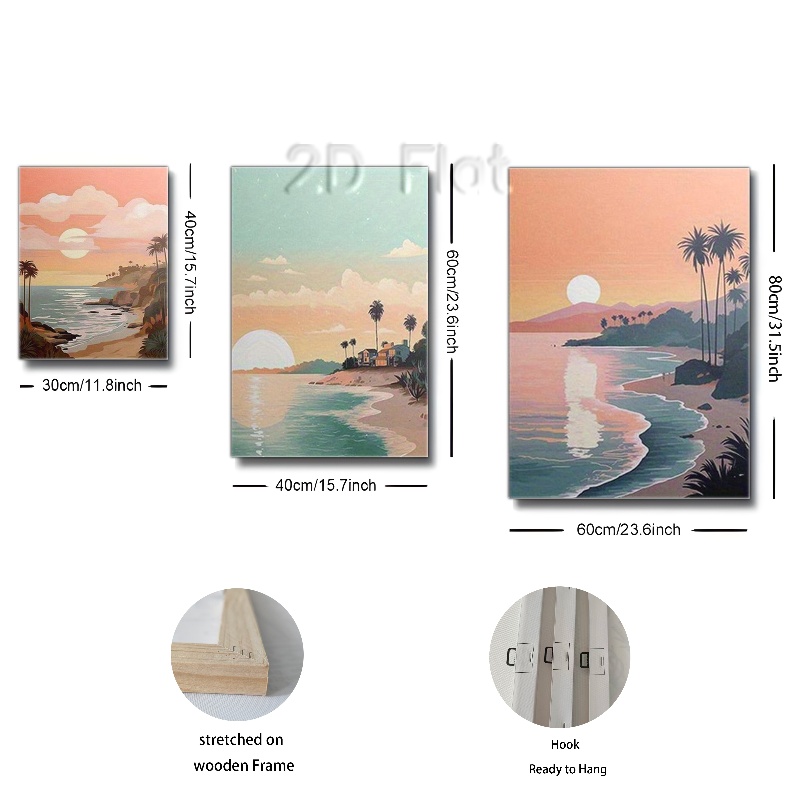 2D Flat
40cm/15.7inch
30cm/11.8inch
60cm/23.6inch
40cm/15.7inch
80cm/31.5inch
60cm/23.6inch
stretched on
wooden Frame
Hook
Ready to Hang